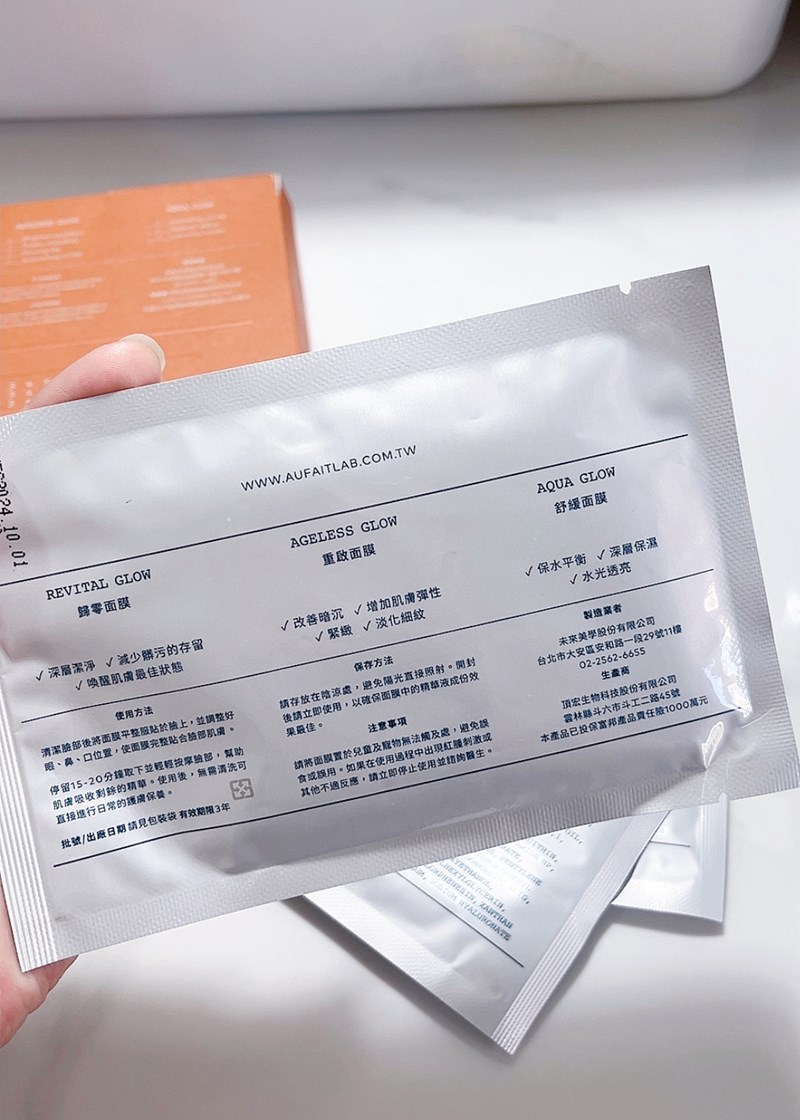 WWW.AUFAITLAB.COM.TW
2024.10.01
REVITAL GLOW
歸零面膜
✓ 深層潔淨 ✓ 減少髒污的存留
✓ 喚醒肌膚最佳狀態
AGELESS GLOW
重啟面膜
✓ 改善暗沉 ✓ 增加肌膚彈性
✓ 緊緻 ✓ 淡化細紋
AQUA GLOW
舒緩面膜
✓ 保水平衡 ✓ 深層保濕
✓ 水光透亮
使用方法
清潔臉部後將面膜平整服貼於臉上，並調整好
眼、鼻、口位置，使面膜完整貼合臉部肌膚。
停留15-20分鐘取下並輕輕按摩臉部，幫助
肌膚吸收剩餘的精華。使用後，無需清洗可
直接進行日常的護膚保養。
批號/出廠日期 請見包裝袋 有效期限3年
保存方法
請存放在陰涼處，避免陽光直接照射。開封
後請立即使用，以確保面膜中的精華液成份效
果最佳。
注意事項
請將面膜置於兒童及寵物無法觸及處，避免誤
食或誤用。如果在使用過程中出現紅腫刺激或
其他不適反應，請立即停止使用並諮詢醫生。
製造業者
未來美學股份有限公司
台北市大安區安和路一段29號11樓
02-2562-6655
生產商
頂宏生物科技股份有限公司
雲林縣斗六市斗工二路45號
本產品已投保富邦產品責任險1000萬元
XANTHAN
HYALURONATE